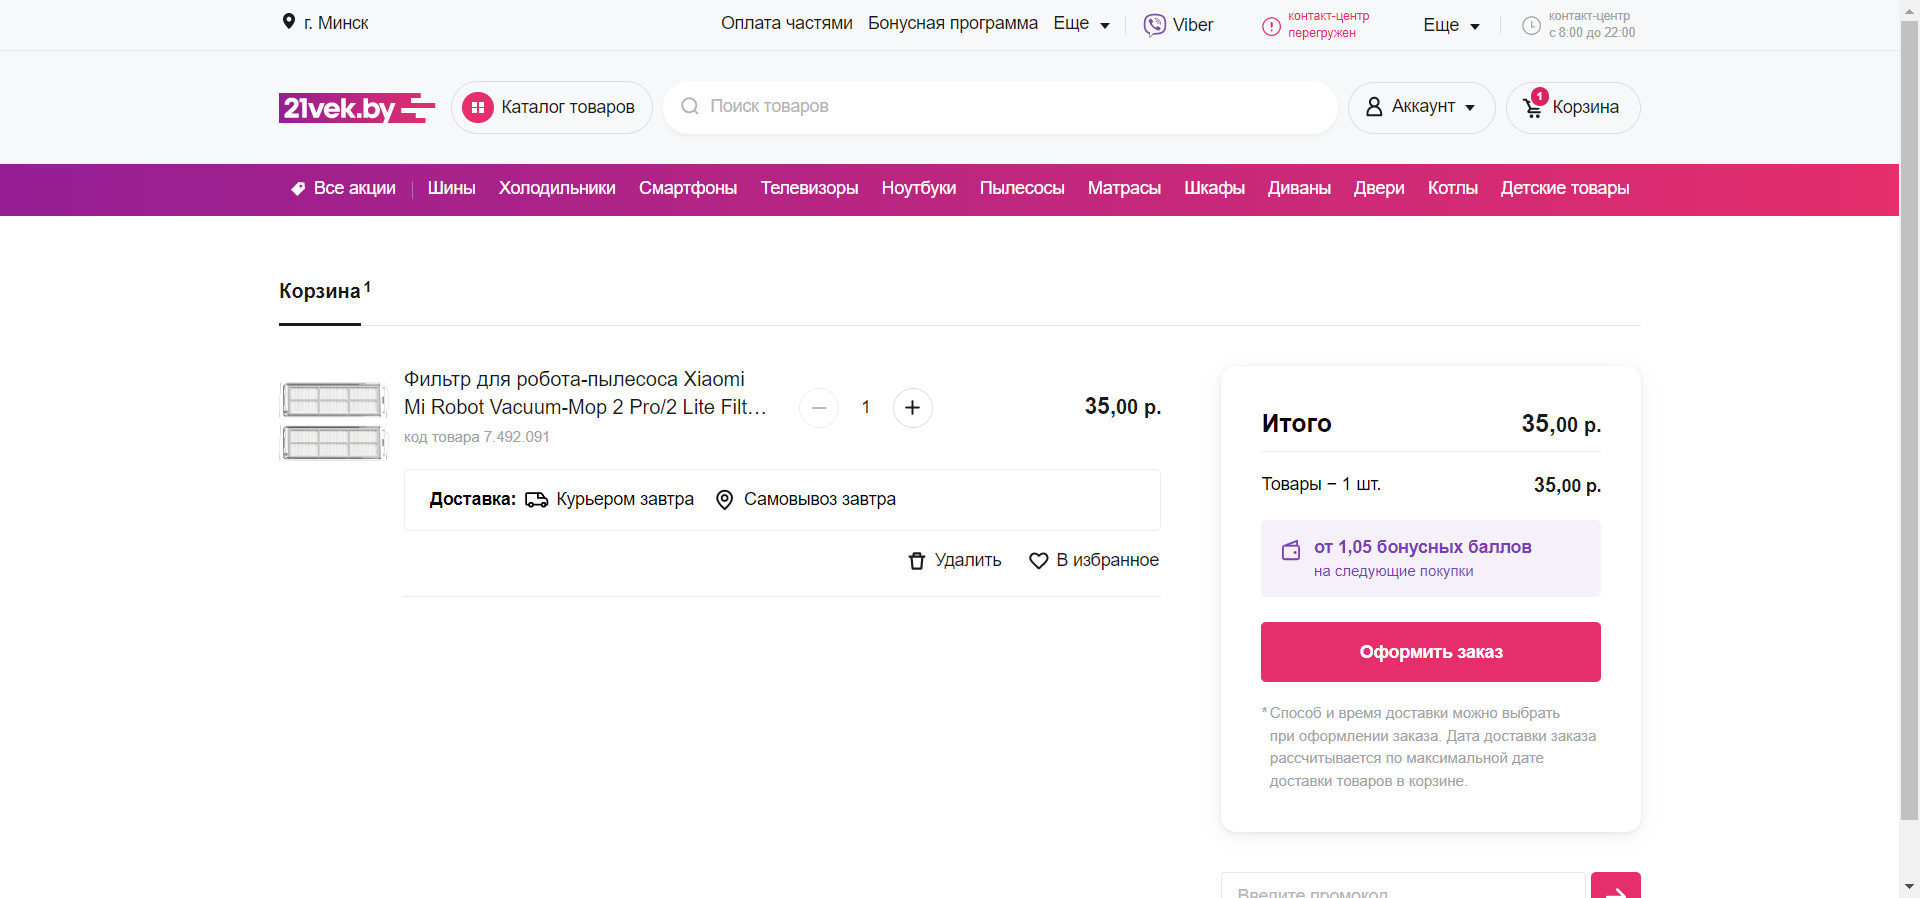 г. Минск
Оплата частями Бонусная программа Еще
Viber
контакт-центр
перегружен
Еще
контакт-центр
с 8:00 до 22:00
21vek.by
Каталог товаров
Поиск товаров
Аккаунт
1
Корзина
Все акции Шины Холодильники Смартфоны Телевизоры Ноутбуки Пылесосы Матрасы Шкафы Диваны Двери Котлы Детские товары
Корзина 1
Фильтр для робота-пылесоса Xiaomi
Mi Robot Vacuum-Mop 2 Pro/2 Lite Filt…
код товара 7.492.091
1
35,00 р.
Доставка: Курьером завтра Самовывоз завтра
Удалить В избранное
Итого 35,00 р.
Товары – 1 шт. 35,00 р.
от 1,05 бонусных баллов
на следующие покупки
Оформить заказ
* Способ и время доставки можно выбрать
при оформлении заказа. Дата доставки заказа
рассчитывается по максимальной дате
доставки товаров в корзине.
Введите промокод